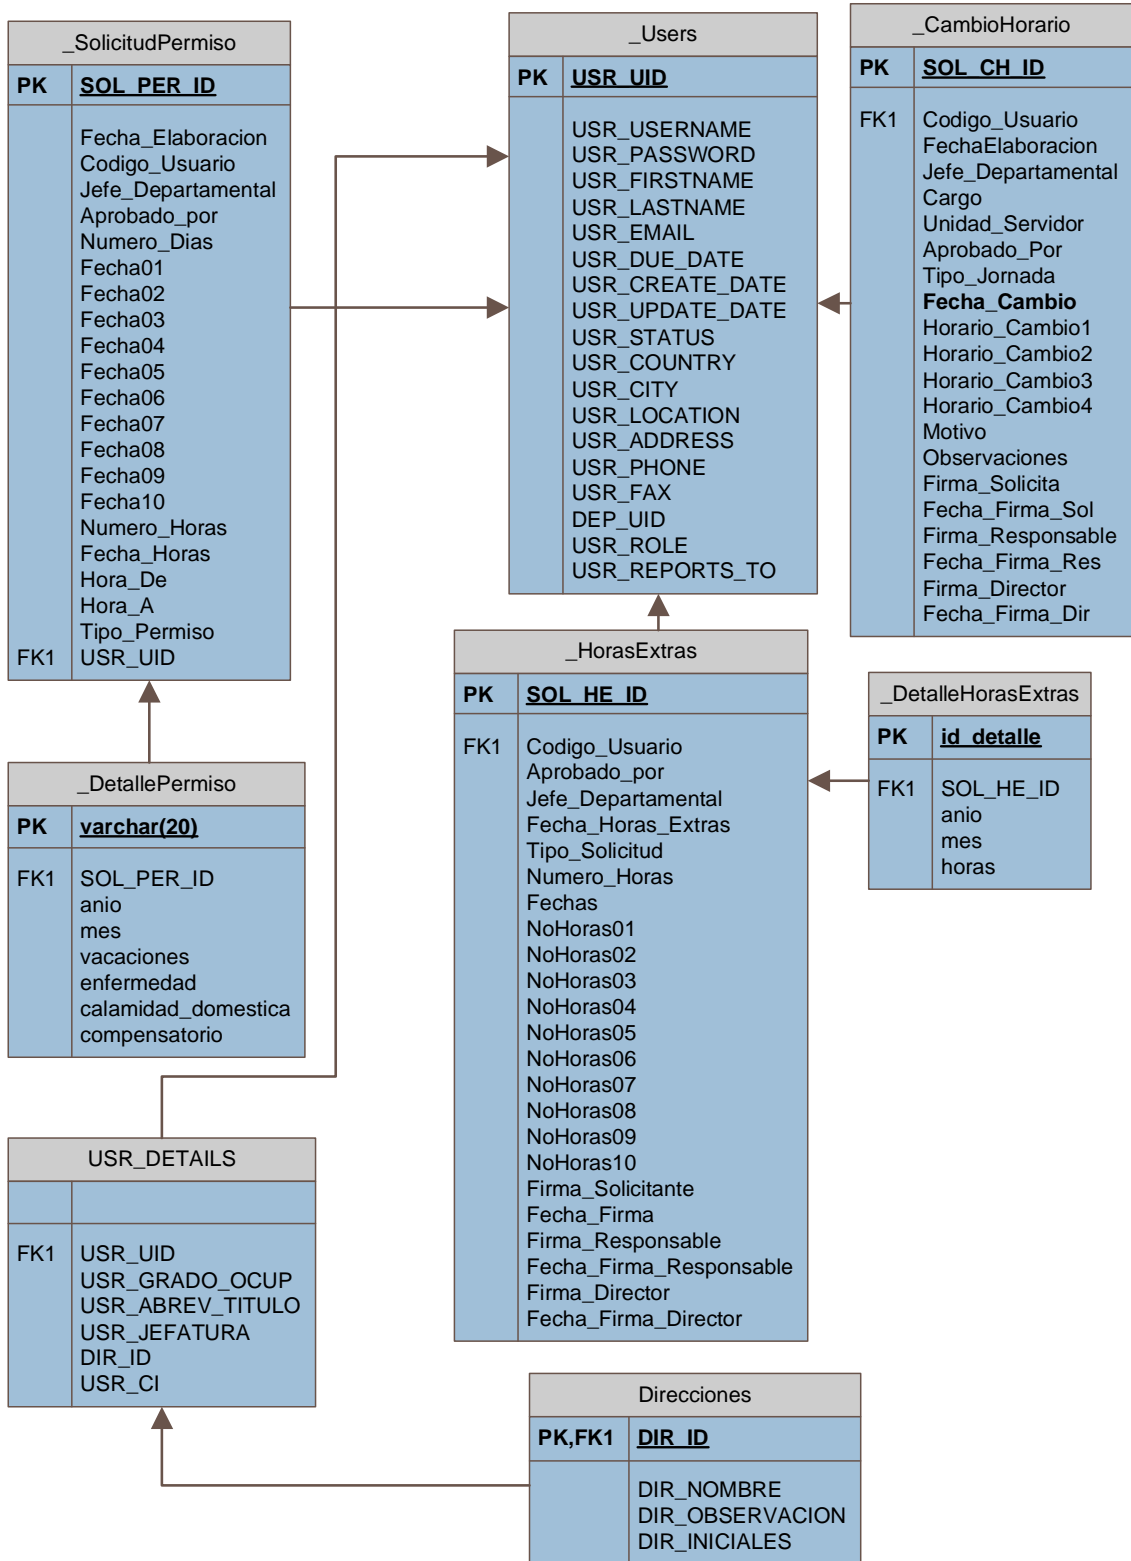 _SolicitudPermiso
PK SOL_PER_ID
Fecha_Elaboracion
Codigo_Usuario
Jefe_Departamental
Aprobado_por
Numero_Dias
Fecha01
Fecha02
Fecha03
Fecha04
Fecha05
Fecha06
Fecha07
Fecha08
Fecha09
Fecha10
Numero_Horas
Fecha_Horas
Hora_De
Hora_A
Tipo_Permiso
FK1 USR_UID
_Users
PK USR_UID
USR_USERNAME
USR_PASSWORD
USR_FIRSTNAME
USR_LASTNAME
USR_EMAIL
USR_DUE_DATE
USR_CREATE_DATE
USR_UPDATE_DATE
USR_STATUS
USR_COUNTRY
USR_CITY
USR_LOCATION
USR_ADDRESS
USR_PHONE
USR_FAX
DEP_UID
USR_ROLE
USR_REPORTS_TO
_CambioHorario
PK SOL_CH_ID
FK1 Codigo_Usuario
FechaElaboracion
Jefe_Departamental
Cargo
Unidad_Servidor
Aprobado_Por
Tipo_Jornada
Fecha_Cambio
Horario_Cambio1
Horario_Cambio2
Horario_Cambio3
Horario_Cambio4
Motivo
Observaciones
Firma_Solicita
Fecha_Firma_Sol
Firma_Responsable
Fecha_Firma_Res
Firma_Director
Fecha_Firma_Dir
_HorasExtras
PK SOL_HE_ID
FK1 Codigo_Usuario
Aprobado_por
Jefe_Departamental
Fecha_Horas_Extras
Tipo_Solicitud
Numero_Horas
Fechas
NoHoras01
NoHoras02
NoHoras03
NoHoras04
NoHoras05
NoHoras06
NoHoras07
NoHoras08
NoHoras09
NoHoras10
Firma_Solicitante
Fecha_Firma
Firma_Responsable
Fecha_Firma_Responsable
Firma_Director
Fecha_Firma_Director
_DetalleHorasExtras
PK id_detalle
FK1 SOL_HE_ID
anio
mes
horas
_DetallePermiso
PK varchar(20)
FK1 SOL_PER_ID
anio
mes
vacaciones
enfermedad
calamidad_domestica
compensatorio
USR_DETAILS
FK1 USR_UID
USR_GRADO_OCUP
USR_ABREV_TITULO
USR_JEFATURA
DIR_ID
USR_CI
Direcciones
PK,FK1 DIR_ID
DIR_NOMBRE
DIR_OBSERVACION
DIR_INICIALES